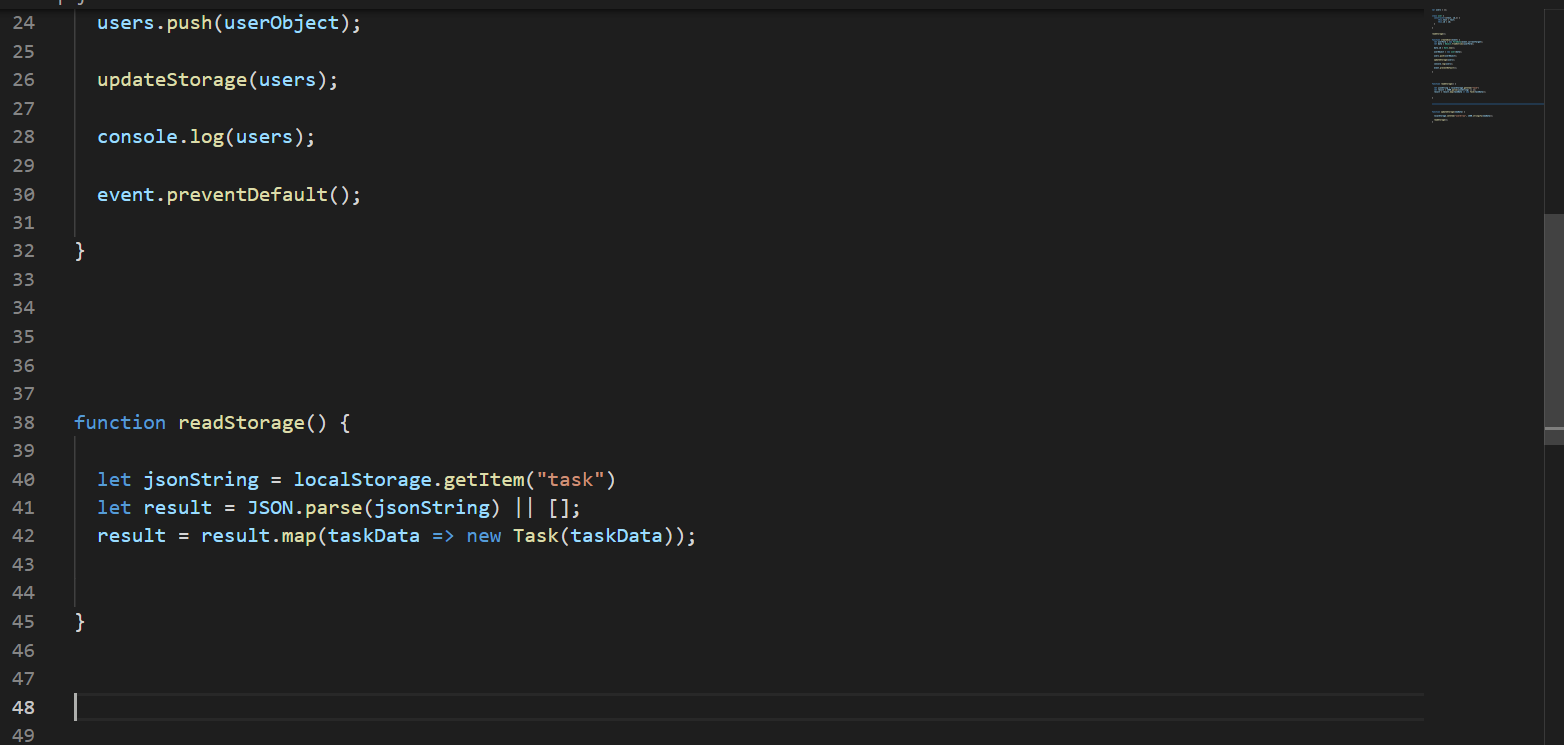 24 users.push(userObject);
25
26 updateStorage(users);
27
28 console.log(users);
29
30 event.preventDefault();
31
32 }
33
34
35
36
37
38 function readStorage() {
39
40 let jsonString = localStorage.getItem("task")
41 let result = JSON.parse(jsonString) || [];
42 result = result.map(taskData => new Task(taskData));
43
44
45 }
46
47
48
49